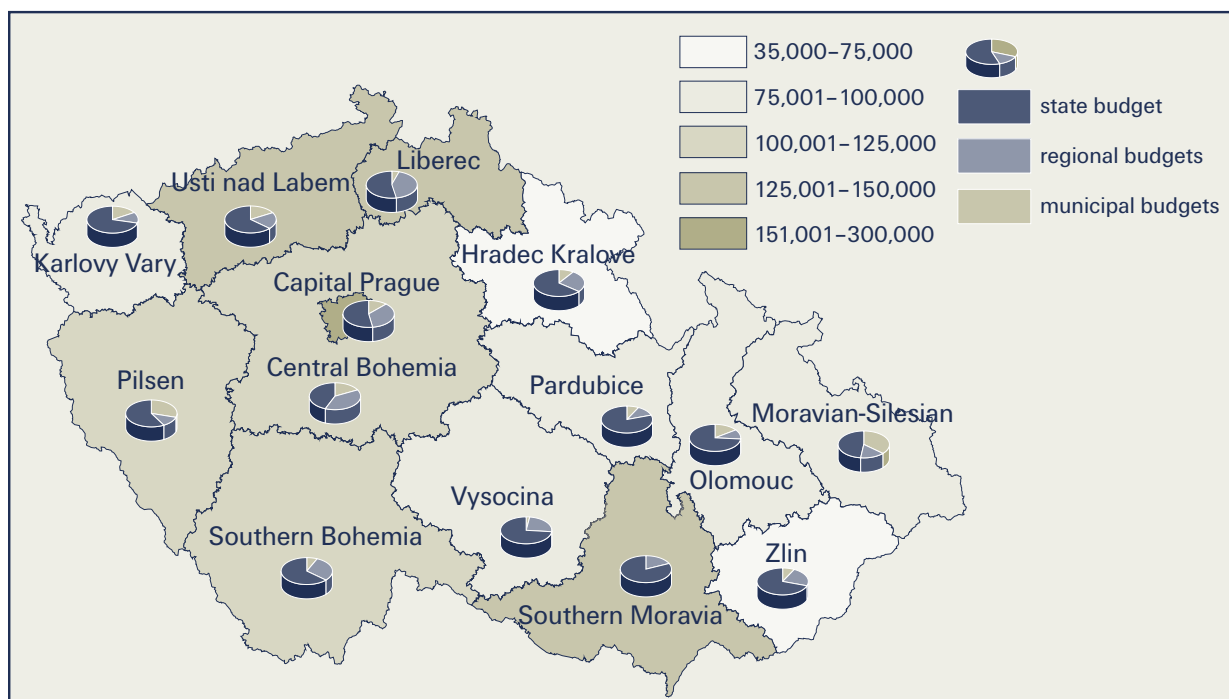 35,000–75,000
75,001–100,000
100,001–125,000
125,001–150,000
151,001–300,000
state budget
regional budgets
municipal budgets
Liberec
Usti nad Labem
Karlovy Vary
Hradec Kralove
Capital Prague
Central Bohemia
Pilsen
Pardubice
Moravian-Silesian
Olomouc
Vysocina
Southern Bohemia
Zlin
Southern Moravia